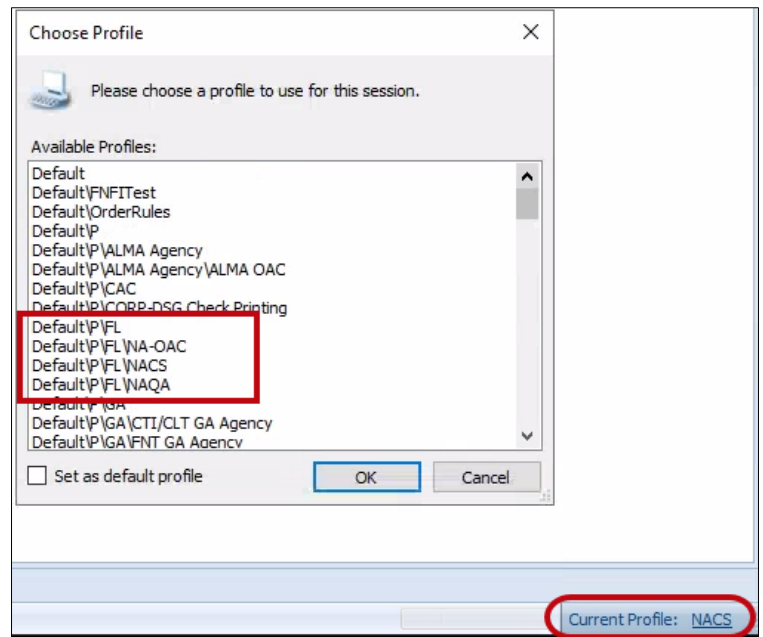 Choose Profile
Please choose a profile to use for this session.
Available Profiles:
Default
Default\FNFITest
Default\OrderRules
Default\P
Default\P\ALMA Agency
Default\P\ALMA Agency\ALMA OAC
Default\P\CAC
Default\P\CORP-DSG Check Printing
Default\P\FL
Default\P\FL\NA-OAC
Default\P\FL\NACS
Default\P\FL\NAQA
Default\P\GA
Default\P\GA\CTI/CLT GA Agency
Default\P\GA\FNT GA Agency
Set as default profile
OK
Cancel
Current Profile: NACS